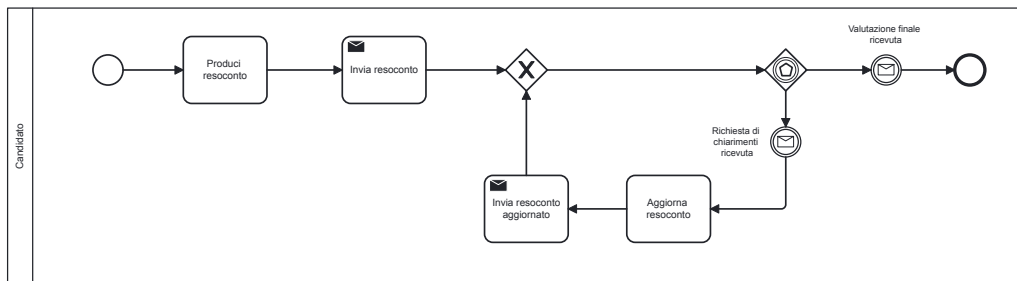 Candidato
Produci
resoconto
Invia resoconto
Valutazione finale
ricevuta
Richiesta di
chiarimenti
ricevuta
Invia resoconto
aggiornato
Aggiorna
resoconto